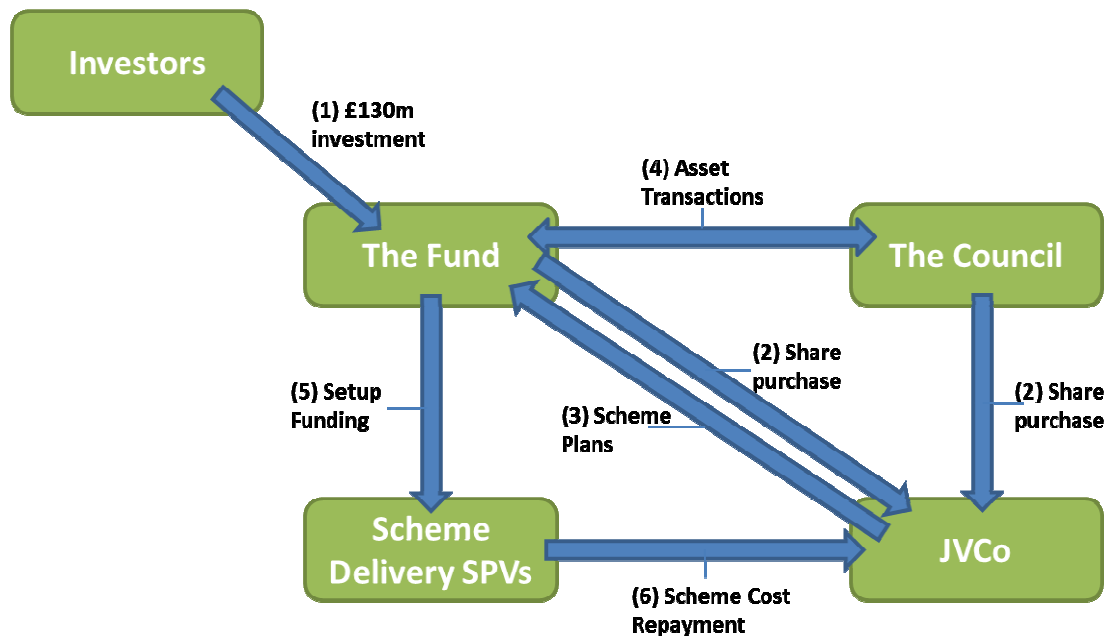 Investors
(1) £130m
investment
(4) Asset
Transactions
The Fund
The Council
(2) Share
purchase
(2) Share
purchase
(5) Setup
Funding
(3) Scheme
Plans
Scheme
Delivery SPVs
JVCo
(6) Scheme Cost
Repayment